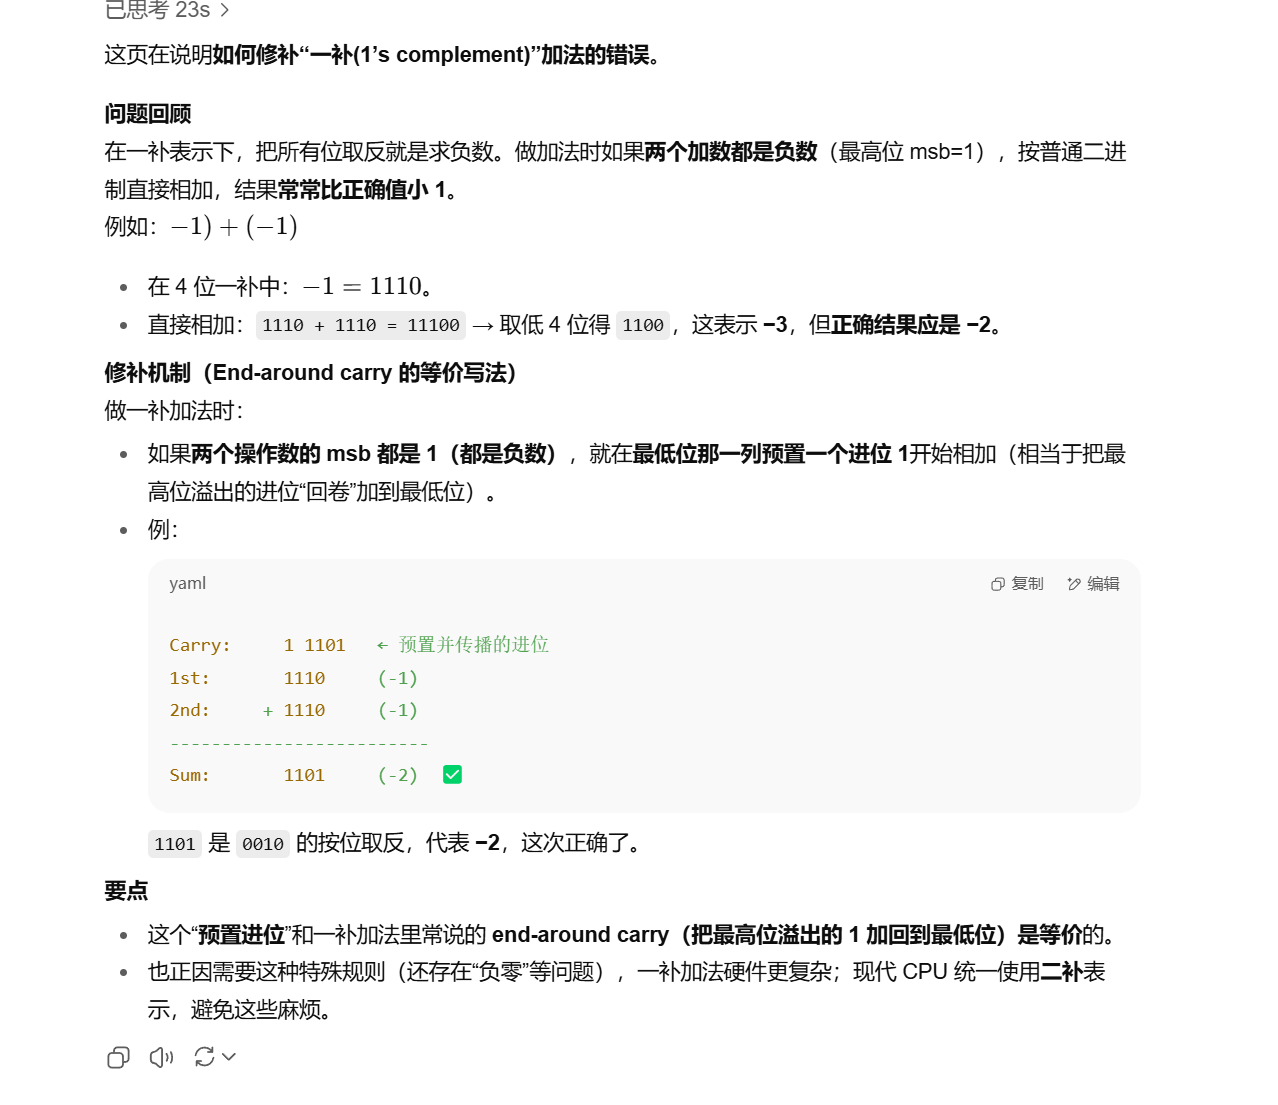 已思考 23s >
这页在说明如何修补“一补(1’s complement)”加法的错误。
问题回顾
在一补表示下，把所有位取反就是求负数。做加法时如果两个加数都是负数（最高位 msb=1），按普通二进
制直接相加，结果常常比正确值小 1。
例如：−1) + (−1)
• 在 4 位一补中：−1 = 1110。
• 直接相加：1110 + 1110 = 11100 → 取低 4 位得 1100，这表示 −3，但正确结果应是 −2。
修补机制（End-around carry 的等价写法）
做一补加法时：
• 如果两个操作数的 msb 都是 1（都是负数），就在最低位那一列预置一个进位 1开始相加（相当于把最
高位溢出的进位“回卷”加到最低位）。
• 例：
yaml 复制 编辑
Carry: 1 1101 ← 预置并传播的进位
1st: 1110 (-1)
2nd: + 1110 (-1)
-------------------------
Sum: 1101 (-2) ✅
1101 是 0010 的按位取反，代表 −2，这次正确了。
要点
• 这个“预置进位”和一补加法里常说的 end-around carry（把最高位溢出的 1 加回到最低位）是等价的。
• 也正因需要这种特殊规则（还存在“负零”等问题），一补加法硬件更复杂；现代 CPU 统一使用二补表
示，避免这些麻烦。